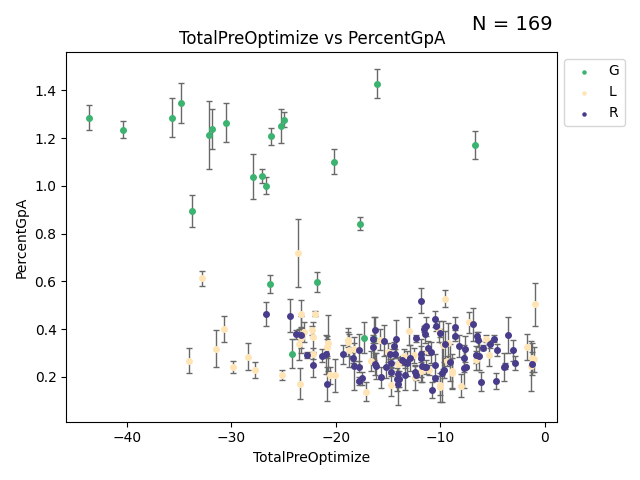 N = 169
TotalPreOptimize vs PercentGpA
G
L
R
PercentGpA
1.4
1.2
1.0
0.8
0.6
0.4
0.2
−40
−30
−20
−10
0
TotalPreOptimize